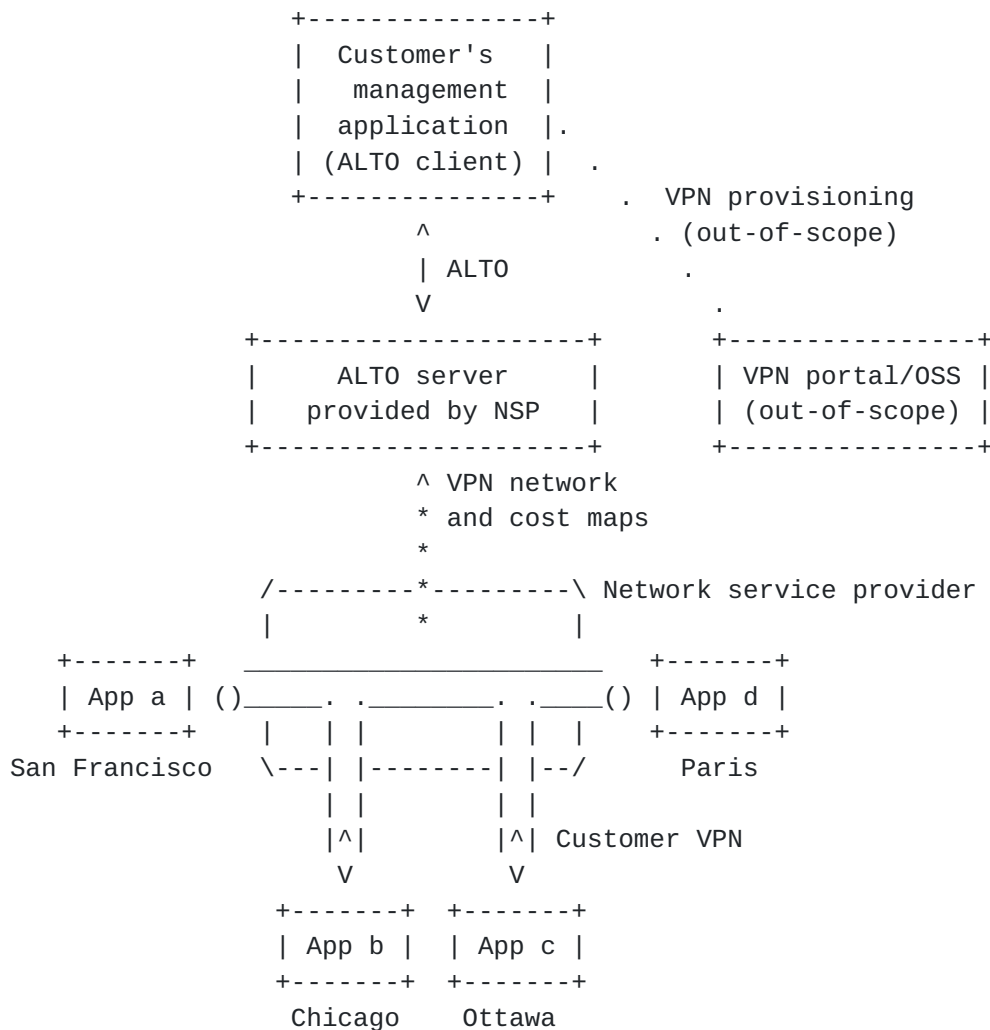 Customer's
management
application
(ALTO client)
VPN provisioning
(out-of-scope)
ALTO
ALTO server
provided by NSP
VPN portal/OSS
(out-of-scope)
VPN network
and cost maps
Network service provider
App a
App d
San Francisco
Paris
Customer VPN
App b
App c
Chicago
Ottawa